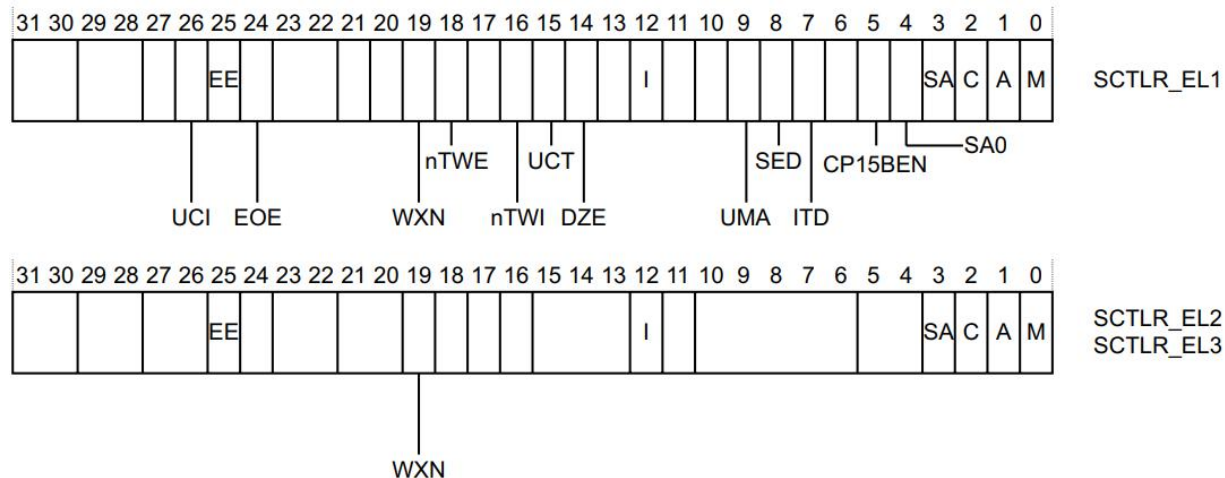 31 30 29 28 27 26 25 24 23 22 21 20 19 18 17 16 15 14 13 12 11 10 9 8 7 6 5 4 3 2 1 0
EE I SA C A M SCTLR_EL1
nTWE UCT SED CP15BEN SA0
UCI EOE WXN nTWI DZE UMA ITD
31 30 29 28 27 26 25 24 23 22 21 20 19 18 17 16 15 14 13 12 11 10 9 8 7 6 5 4 3 2 1 0
EE I SA C A M SCTLR_EL2
SCTLR_EL3
WXN